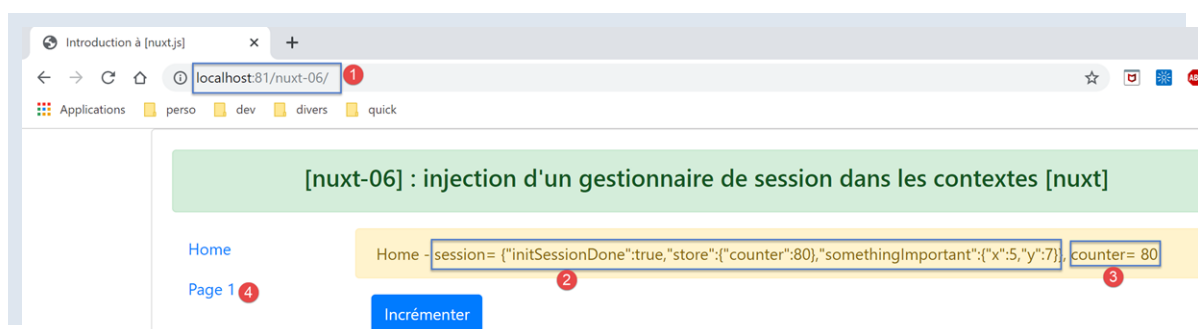 Introduction à [nuxt.js]
localhost:81/nuxt-06/ 1
AB
Applications perso dev divers quick
[nuxt-06] : injection d'un gestionnaire de session dans les contextes [nuxt]
Home
Home - session= {"initSessionDone":true,"store":{"counter":80},"somethingImportant":{"x":5,"y":7}}, counter= 80
2 3
Page 1 4
Incrémenter